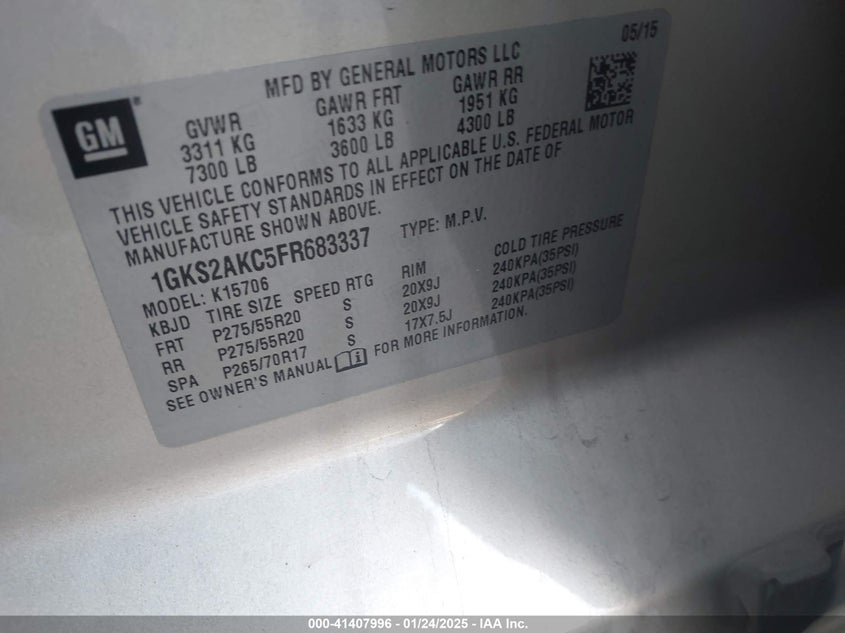 05/15
MFD BY GENERAL MOTORS LLC
GM
GVWR GAWR FRT GAWR RR
3311 KG 1633 KG 1951 KG
7300 LB 3600 LB 4300 LB
THIS VEHICLE CONFORMS TO ALL APPLICABLE U.S. FEDERAL MOTOR
VEHICLE SAFETY STANDARDS IN EFFECT ON THE DATE OF
MANUFACTURE SHOWN ABOVE.
1GKS2AKC5FR683337 TYPE: M.P.V.
MODEL: K15706
KBJD TIRE SIZE SPEED RTG RIM COLD TIRE PRESSURE
FRT P275/55R20 S 20X9J 240KPA(35PSI)
RR P275/55R20 S 20X9J 240KPA(35PSI)
SPA P265/70R17 S 17X7.5J 240KPA(35PSI)
SEE OWNER'S MANUAL FOR MORE INFORMATION.
000-41407996 — 01/24/2025 — IAA Inc.